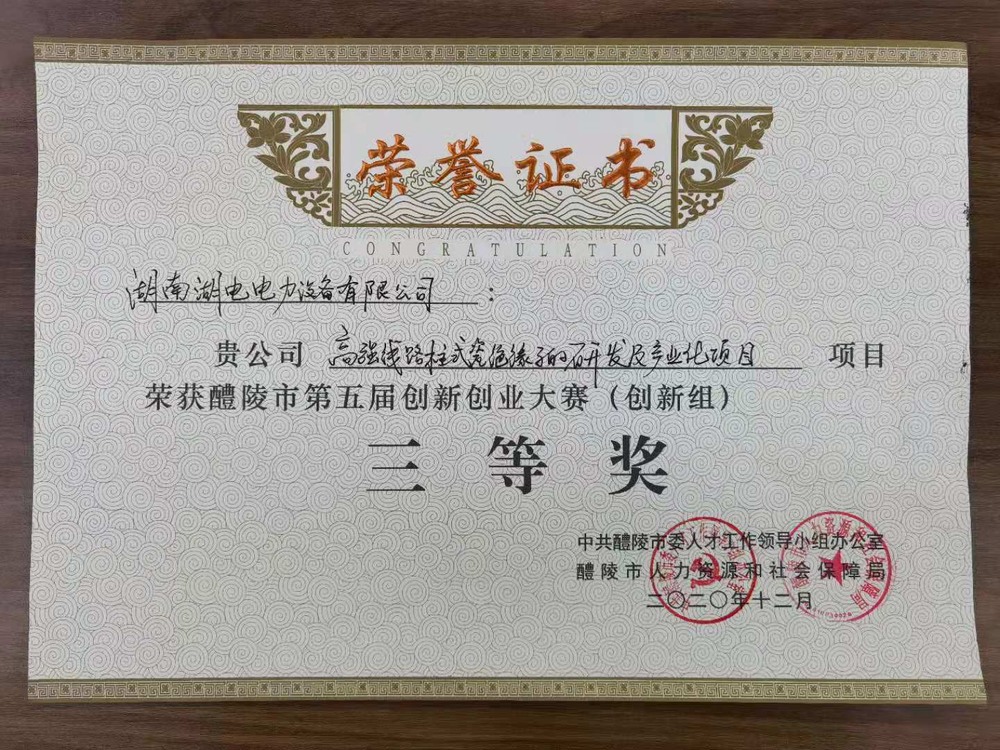 荣誉证书
CONGRATULATION
湖南湖电电力设备有限公司：
贵公司 高强线路柱式瓷绝缘子的研发及产业化项目 项目
荣获醴陵市第五届创新创业大赛（创新组）
三等奖
中共醴陵市委人才工作领导小组办公室
醴陵市人力资源和社会保障局
二〇二〇年十二月